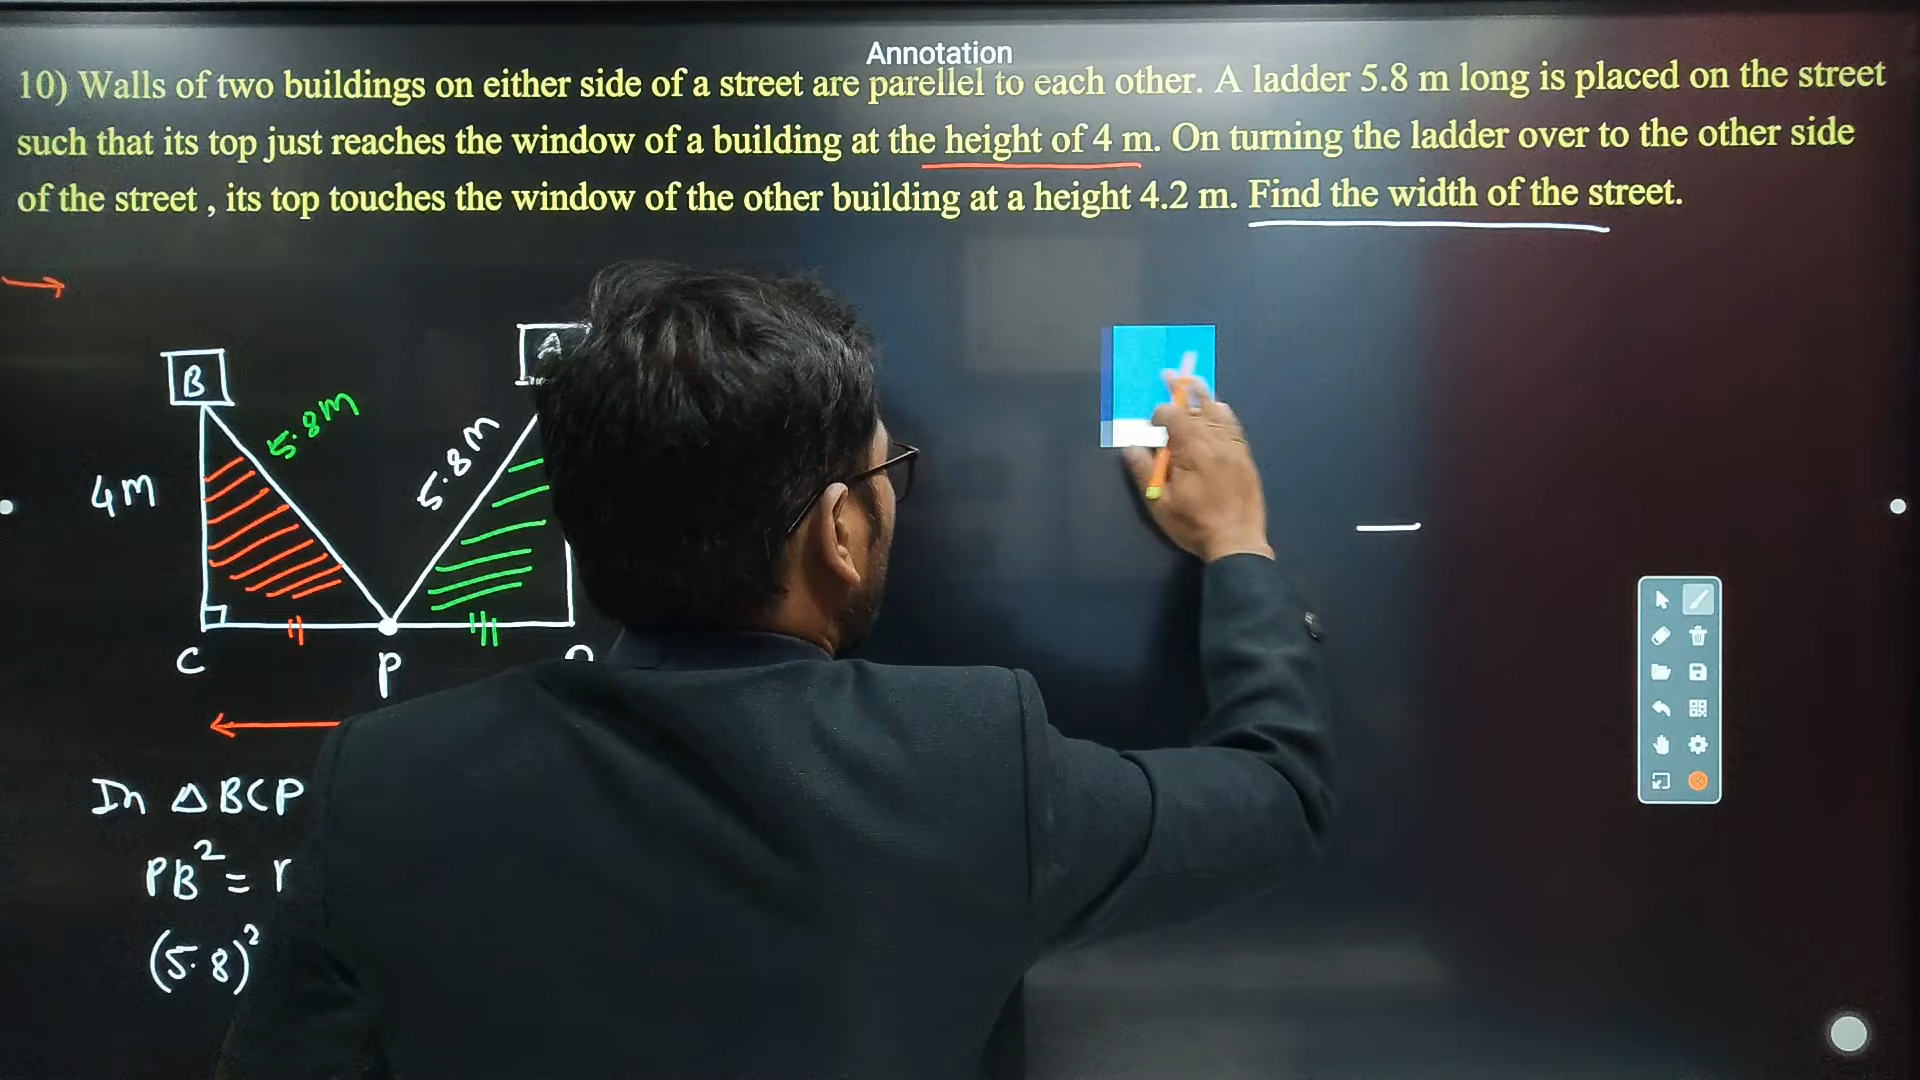 Annotation
10) Walls of two buildings on either side of a street are parellel to each other. A ladder 5.8 m long is placed on the street
such that its top just reaches the window of a building at the height of 4 m. On turning the ladder over to the other side
of the street , its top touches the window of the other building at a height 4.2 m. Find the width of the street.
B
A
5.8M
5.8M
4M
C
P
In △BCP
PB² =
(5.8)²